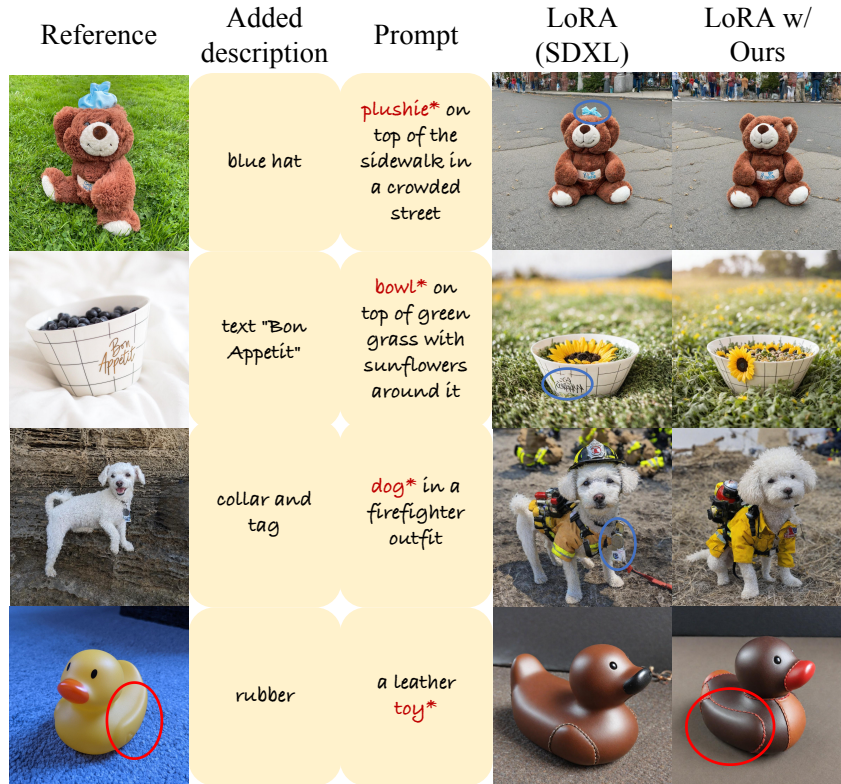 Reference
Added
description
Prompt
LoRA
(SDXL)
LoRA w/
Ours
blue hat
plushie* on
top of the
sidewalk in
a crowded
street
Bon
Appetit
text "Bon
Appetit"
bowl* on
top of green
grass with
sunflowers
around it
collar and
tag
dog* in a
firefighter
outfit
rubber
a leather
toy*